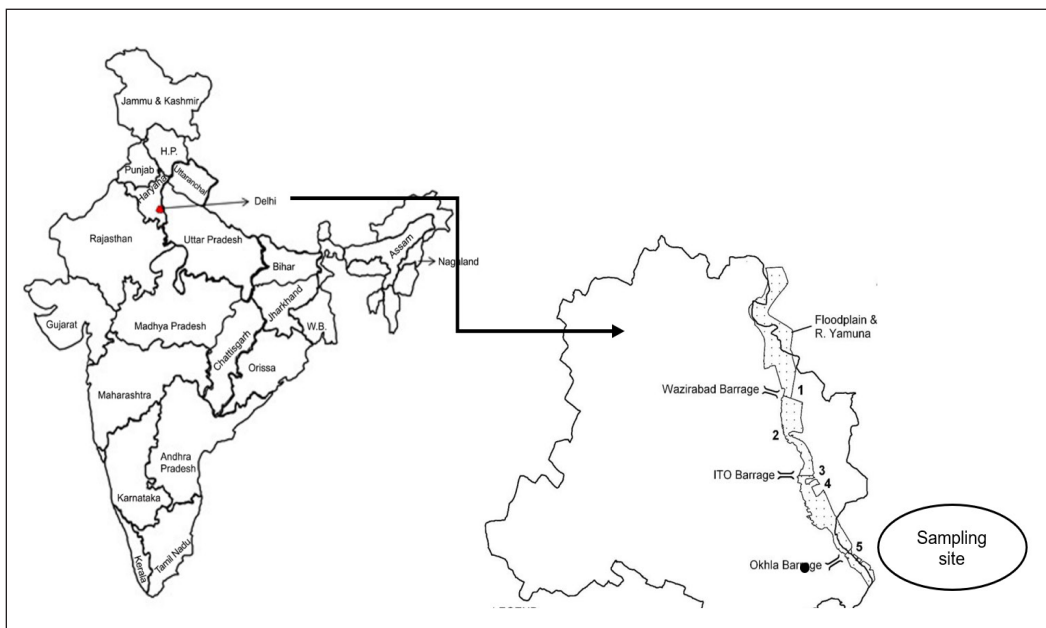 Jammu & Kashmir
H.P.
Punjab
Uttaranchal
Haryana
Delhi
Rajasthan
Uttar Pradesh
Assam
Nagaland
Bihar
Jharkhand
Gujarat
Madhya Pradesh
W.B.
Chattisgarh
Orissa
Maharashtra
Andhra
Pradesh
Karnataka
Tamil Nadu
Kerala
Floodplain &
R. Yamuna
Wazirabad Barrage
1
2
3
ITO Barrage
4
5
Okhla Barrage
Sampling
site